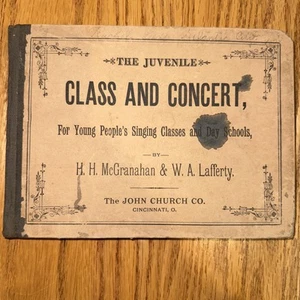 THE JUVENILE
CLASS AND CONCERT,
For Young People's Singing Classes and Day Schools,
BY
H. H. McGranahan & W. A. Lafferty.
The JOHN CHURCH CO.
CINCINNATI, O.